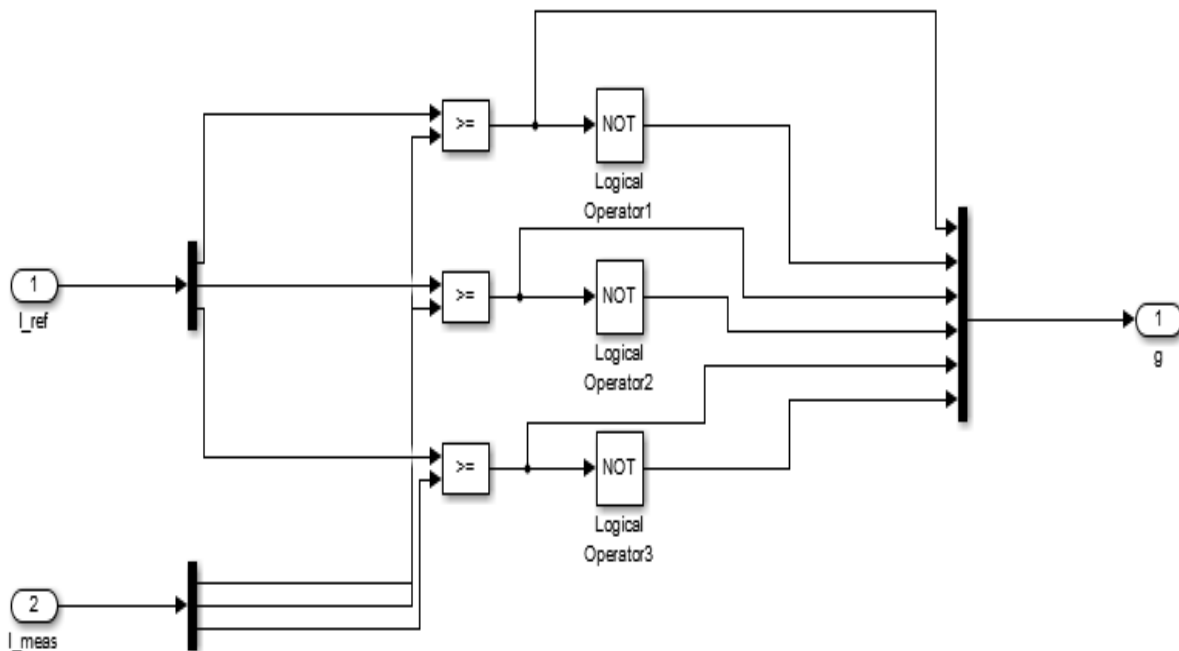 >=
NOT
Logical
Operator1
1
I_ref
>=
NOT
Logical
Operator2
1
g
>=
NOT
Logical
Operator3
2
I_meas